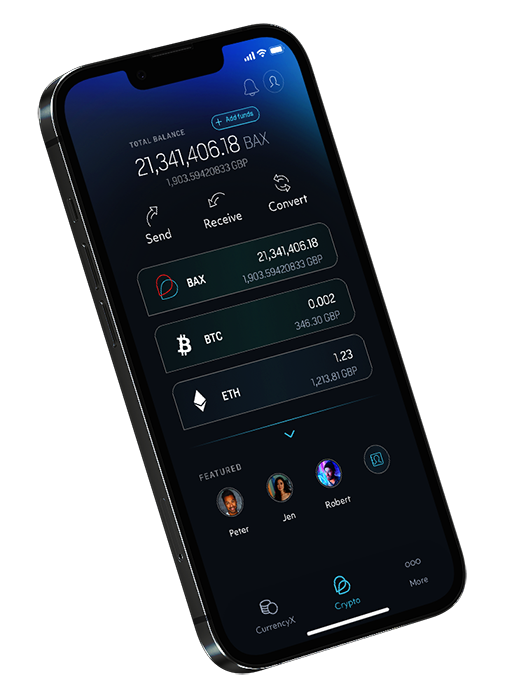 + Add funds
TOTAL BALANCE
21,341,406.18 BAX
1,903.59420833 GBP
Send
Receive
Convert
BAX
21,341,406.18
1,903.59420833 GBP
BTC
0.002
346.30 GBP
ETH
1.23
1,213.81 GBP
FEATURED
Peter
Jen
Robert
CurrencyX
Crypto
More